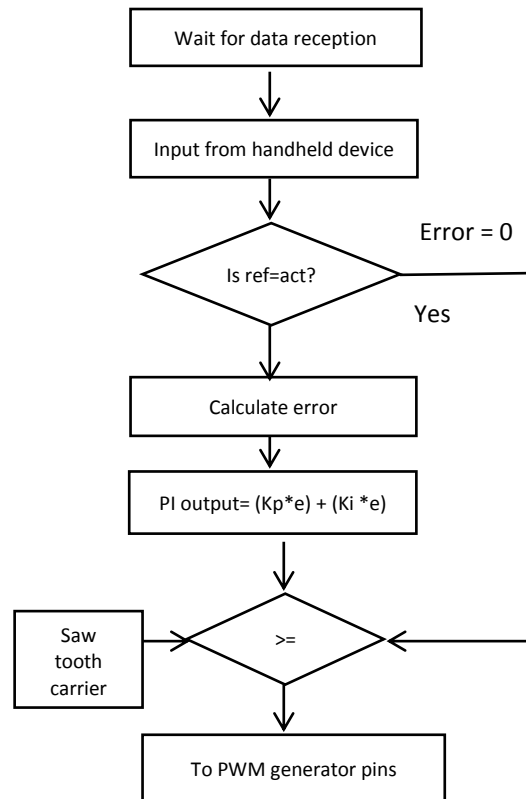 Wait for data reception
Input from handheld device
Error = 0
Is ref=act?
Yes
Calculate error
PI output= (Kp*e) + (Ki *e)
Saw
tooth
carrier
>=
To PWM generator pins